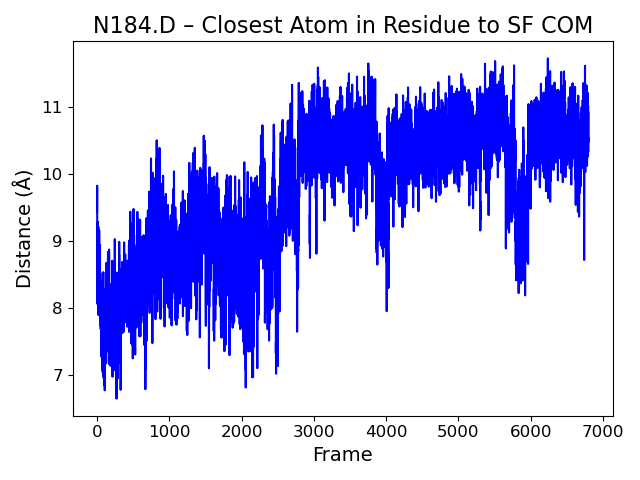 N184.D – Closest Atom in Residue to SF COM
11
10
9
8
7
Distance (Å)
0 1000 2000 3000 4000 5000 6000 7000
Frame